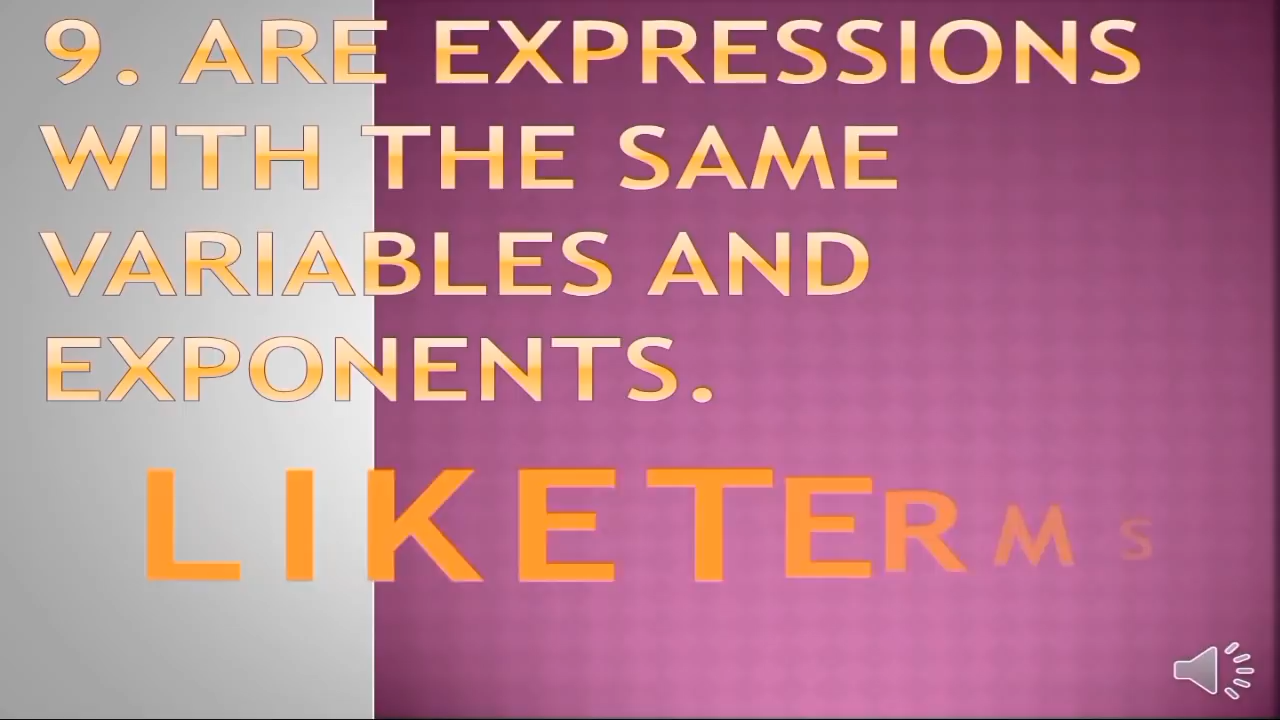 9. ARE EXPRESSIONS
WITH THE SAME
VARIABLES AND
EXPONENTS.
LIKETERMS